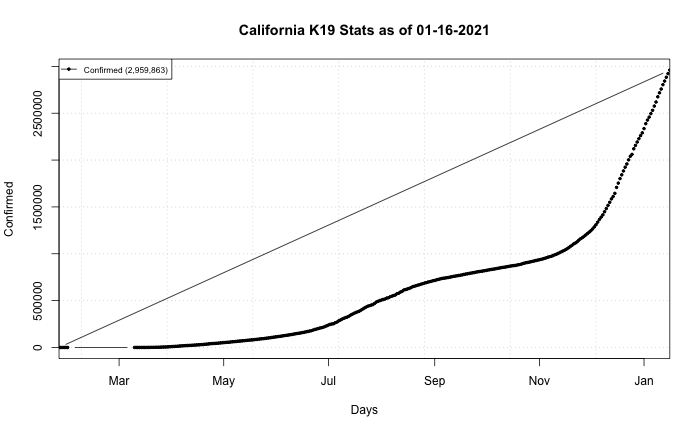 California K19 Stats as of 01-16-2021
Confirmed (2,959,863)
Confirmed
2500000
1500000
500000
0
Mar May Jul Sep Nov Jan
Days